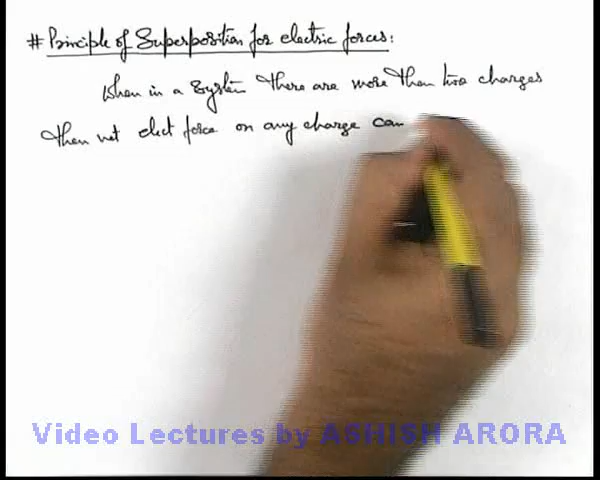 # Principle of Superposition for electric forces:
When in a System There are more Than two charges
Then net elect force on any charge can
Video Lectures by ASHISH ARORA